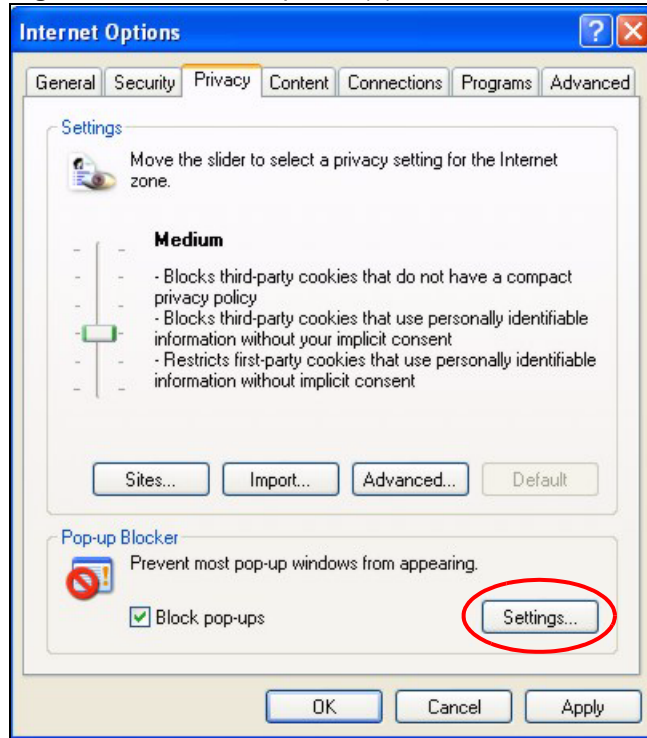 Internet Options
General Security Privacy Content Connections Programs Advanced
Settings
Move the slider to select a privacy setting for the Internet
zone.
Medium
- Blocks third-party cookies that do not have a compact
privacy policy
- Blocks third-party cookies that use personally identifiable
information without your implicit consent
- Restricts first-party cookies that use personally identifiable
information without implicit consent
Sites... Import... Advanced... Default
Pop-up Blocker
Prevent most pop-up windows from appearing.
Block pop-ups Settings...
OK Cancel Apply